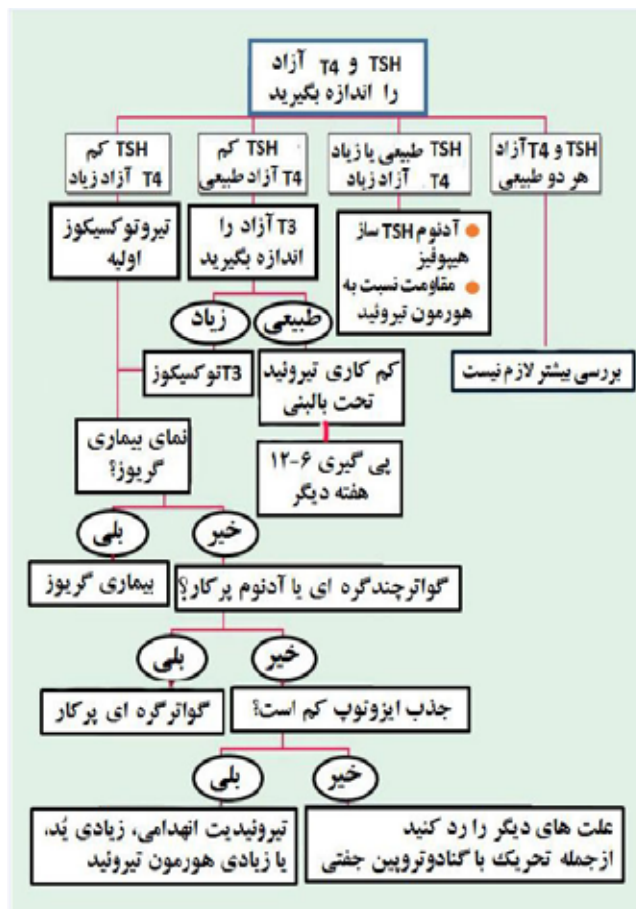 TSH و T4 آزاد
را اندازه بگیرید
TSH کم
T4 آزاد زیاد
TSH کم
T4 آزاد طبیعی
TSH طبیعی یا زیاد
T4 آزاد زیاد
TSH و T4 آزاد
هر دو طبیعی
تیروتوکسیکوز
اولیه
T3 آزاد را
اندازه بگیرید
آدنوم TSH ساز
هیپوفیز
مقاومت نسبت به
هورمون تیروئید
زیاد
طبیعی
T3 توکسیکوز
کم کاری تیروئید
تحت بالینی
بررسی بیشتر لازم نیست
پی گیری ۶-۱۲
هفته دیگر
نمای بیماری
گریوز؟
بلی
خیر
بیماری گریوز
گواترچندگره ای یا آدنوم پرکار؟
بلی
خیر
گواترگره ای پرکار
جذب ایزوتوپ کم است؟
بلی
خیر
تیروئیدیت انهدامی، زیادی یُد،
یا زیادی هورمون تیروئید
علت های دیگر را رد کنید
ازجمله تحریک با گنادوتروپین جفتی